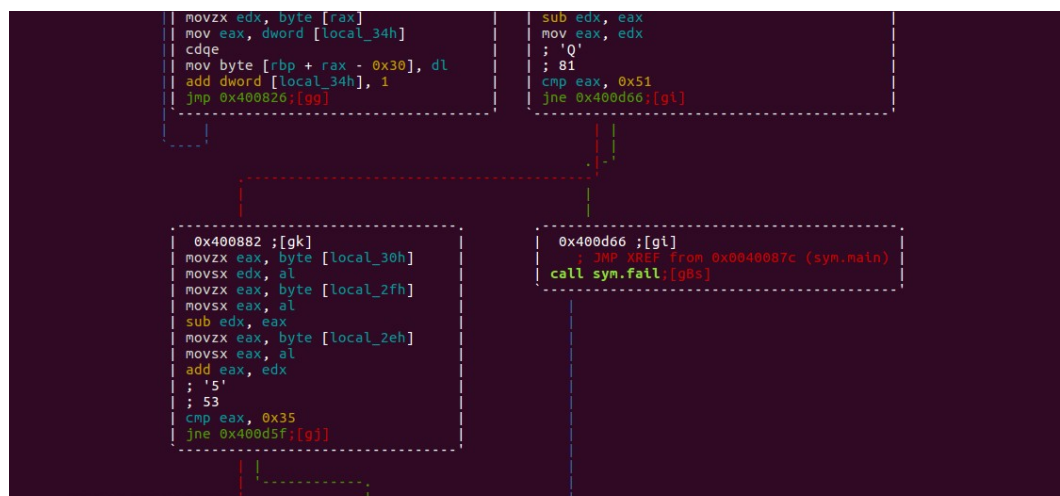 movzx edx, byte [rax]
mov eax, dword [local_34h]
cdqe
mov byte [rbp + rax - 0x30], dl
add dword [local_34h], 1
jmp 0x400826;[gg]
sub edx, eax
mov eax, edx
; 'Q'
; 81
cmp eax, 0x51
jne 0x400d66;[gi]
0x400882 ;[gk]
movzx eax, byte [local_30h]
movsx edx, al
movzx eax, byte [local_2fh]
movsx eax, al
sub edx, eax
movzx eax, byte [local_2eh]
movsx eax, al
add eax, edx
; '5'
; 53
cmp eax, 0x35
jne 0x400d5f;[gj]
0x400d66 ;[gi]
; JMP XREF from 0x0040087c (sym.main)
call sym.fail;[gBs]